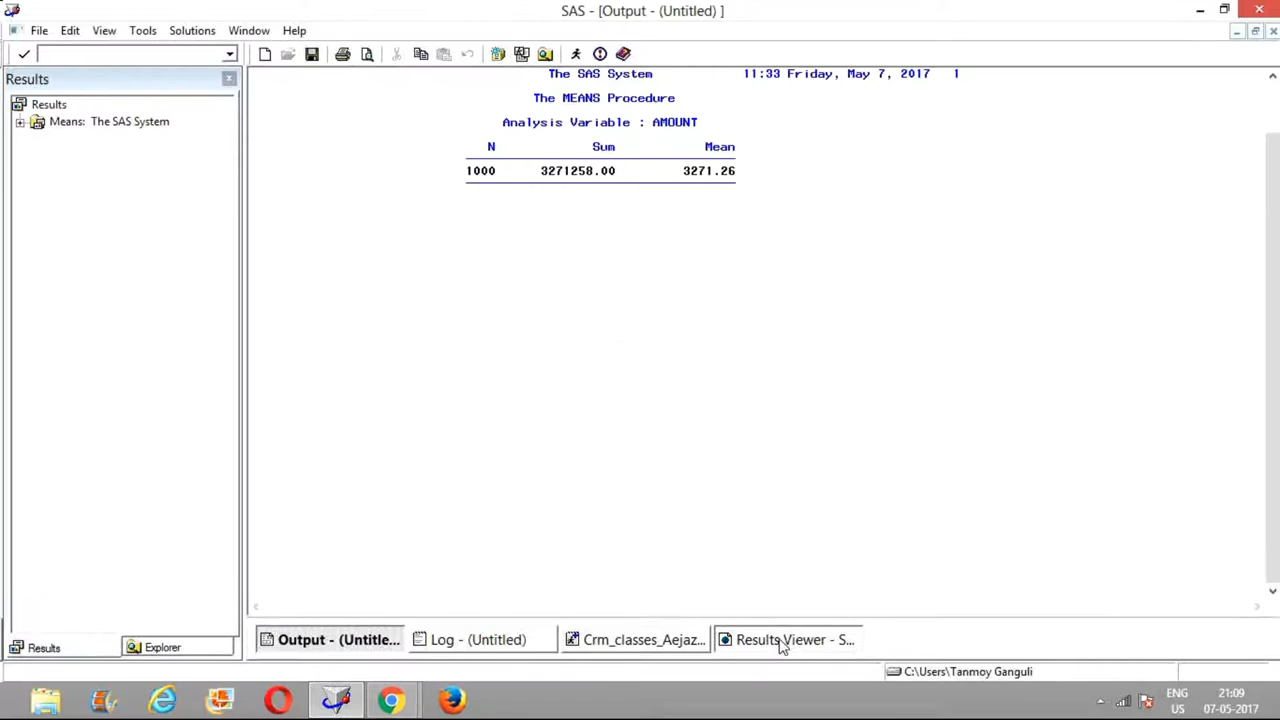 SAS - [Output - (Untitled) ]
File Edit View Tools Solutions Window Help
Results
The SAS System 11:33 Friday, May 7, 2017 1
Results
The MEANS Procedure
Means: The SAS System
Analysis Variable : AMOUNT
N Sum Mean
1000 3271258.00 3271.26
Output - (Untitle... Log - (Untitled) Crm_classes_Aejaz... Results Viewer - S...
Results Explorer
C:\Users\Tanmoy Ganguli
ENG 21:09
US 07-05-2017